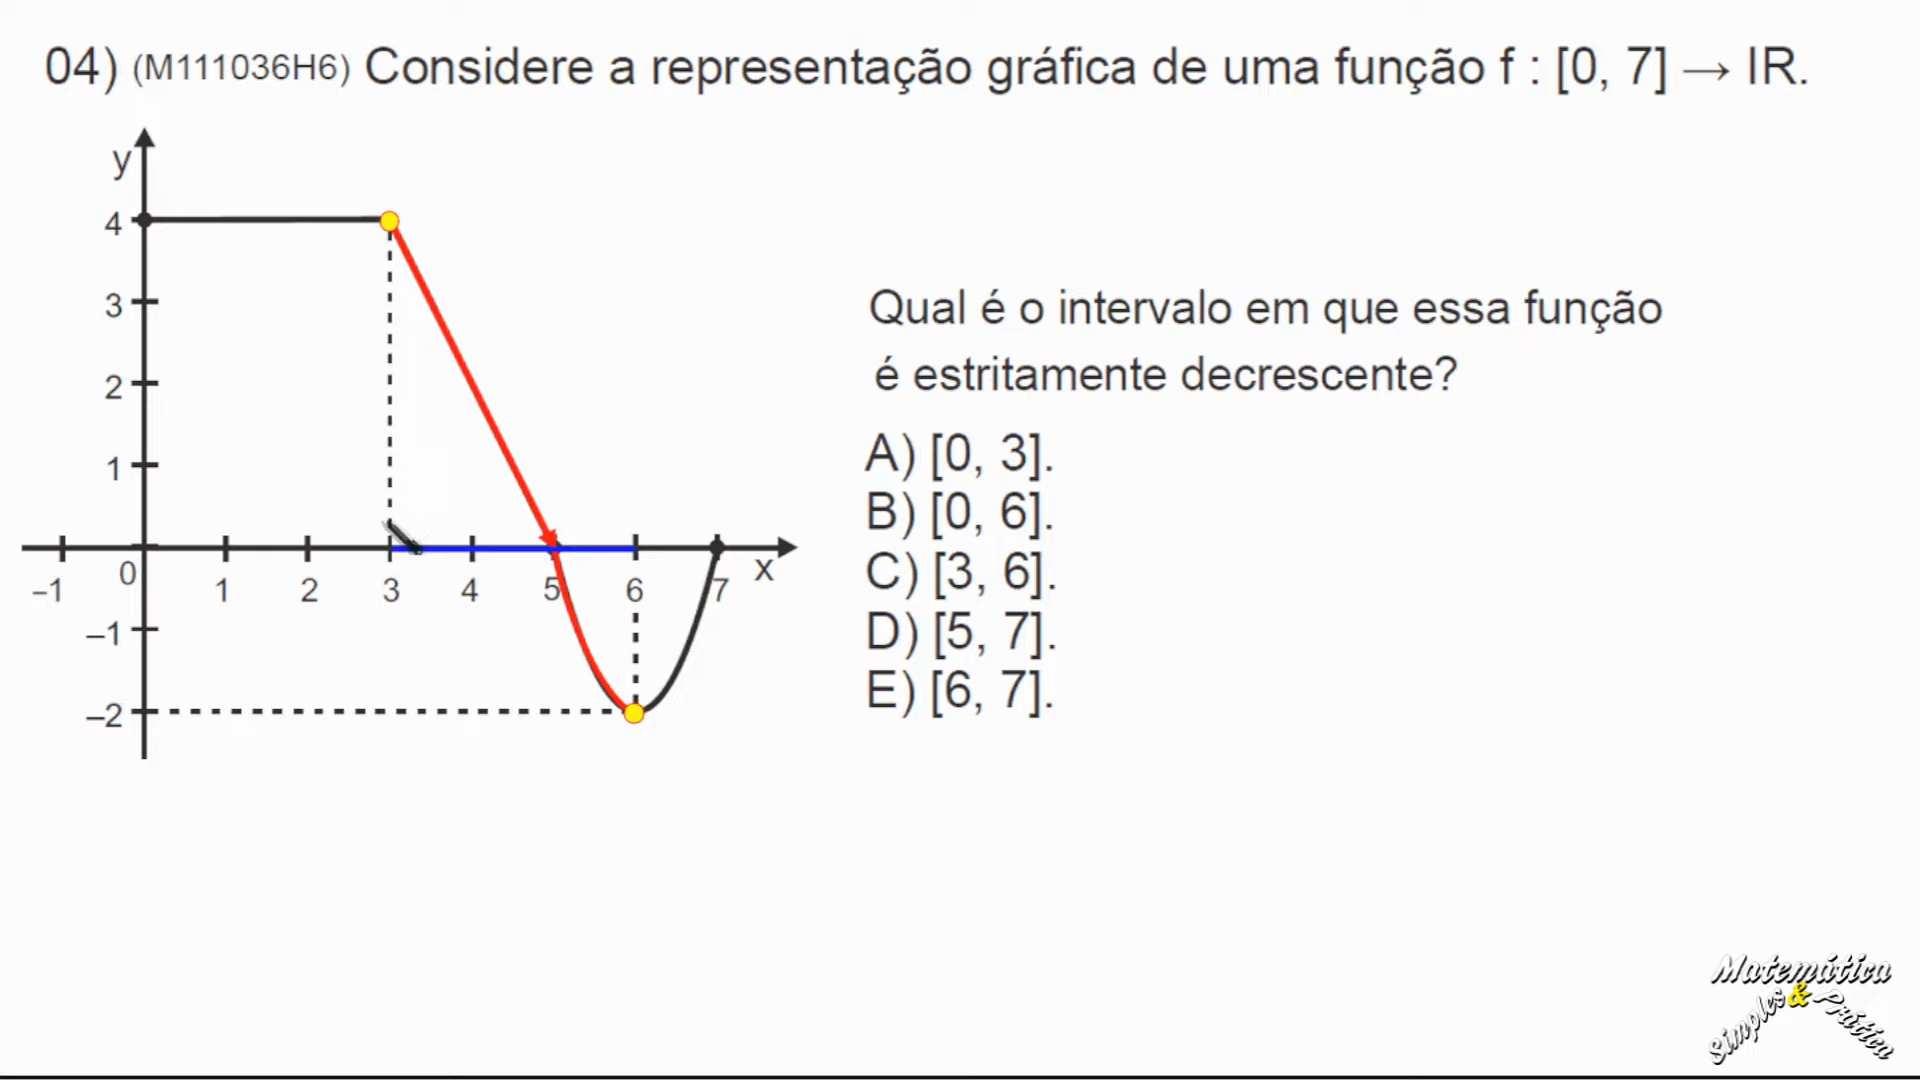 04) (M111036H6) Considere a representação gráfica de uma função f : [0, 7] → IR.
y
4
3
2
1
–1 0 1 2 3 4 5 6 7 x
–1
–2
Qual é o intervalo em que essa função
é estritamente decrescente?
A) [0, 3].
B) [0, 6].
C) [3, 6].
D) [5, 7].
E) [6, 7].
Matemática
Simples & Prática